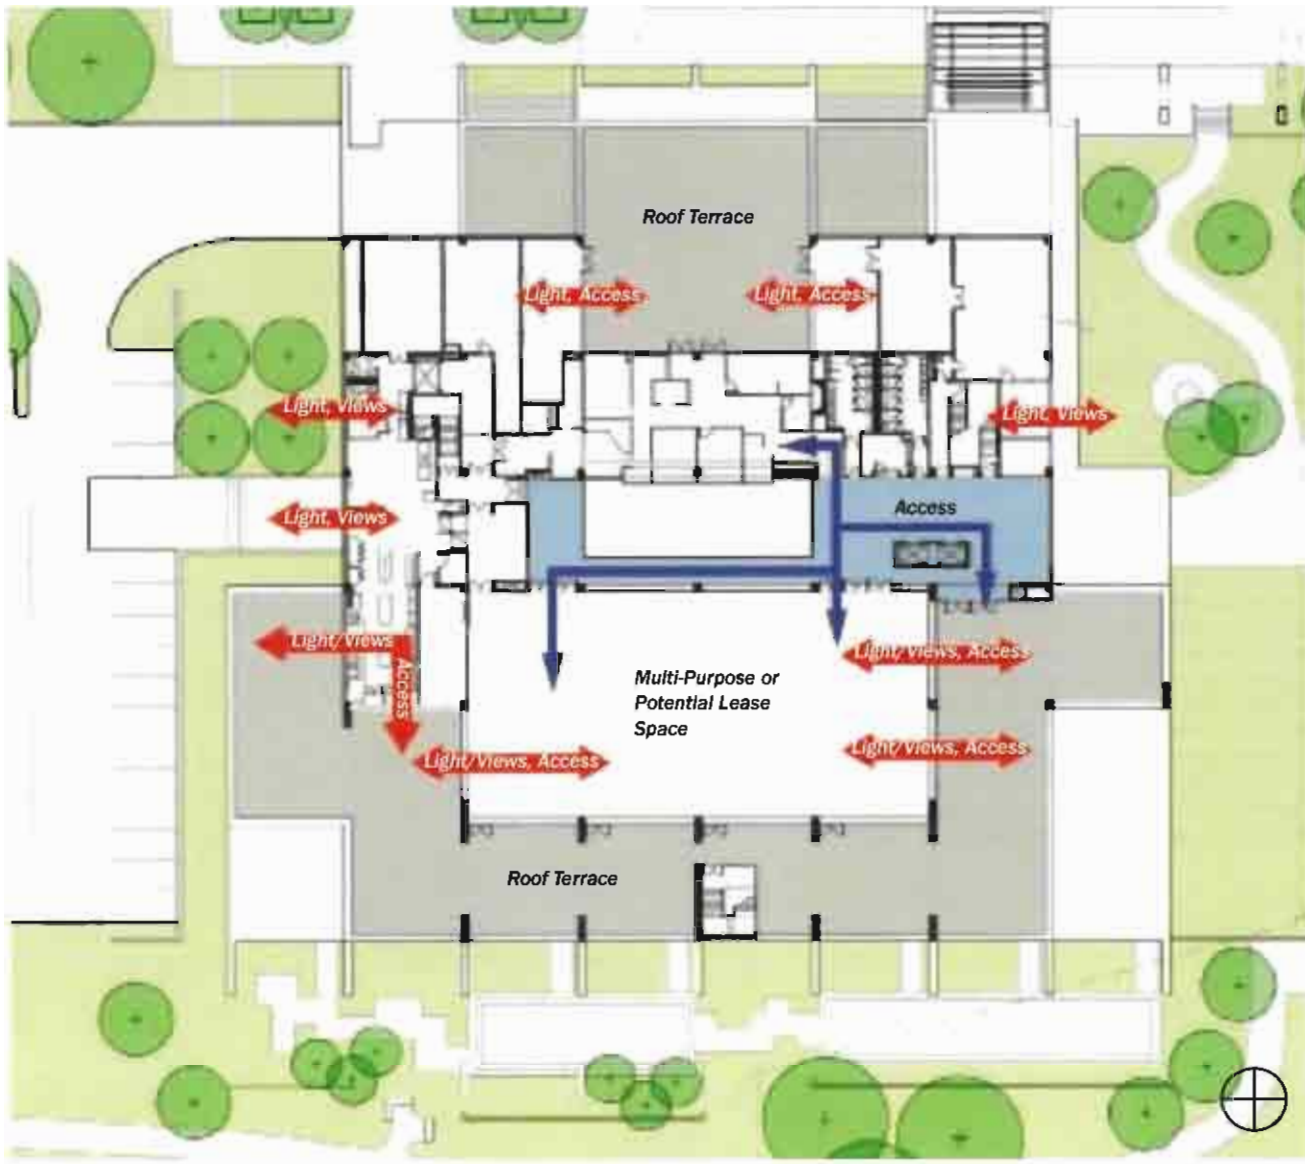 Roof Terrace
Light, Access
Light, Access
Light, Views
Light, Views
Access
Light, Views
Light/Views
Access
Light/Views, Access
Multi-Purpose or
Potential Lease
Space
Light/Views, Access
Light/Views, Access
Roof Terrace